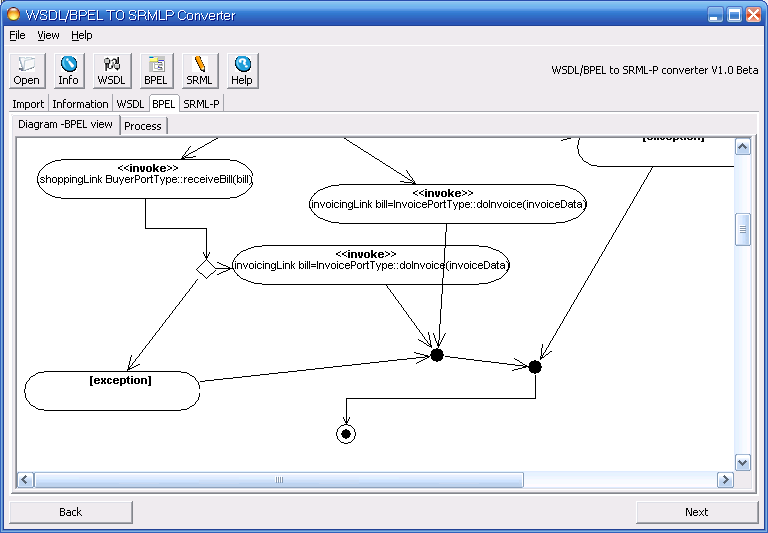 WSDL/BPEL TO SRMLP Converter
File View Help
Open Info WSDL BPEL SRML Help
WSDL/BPEL to SRML-P converter V1.0 Beta
Import Information WSDL BPEL SRML-P
Diagram -BPEL view Process
[exception]
<<invoke>>
shoppingLink BuyerPortType::receiveBill(bill)
<<invoke>>
invoicingLink bill=InvoicePortType::doInvoice(invoiceData)
<<invoke>>
invoicingLink bill=InvoicePortType::doInvoice(invoiceData)
[exception]
Back Next